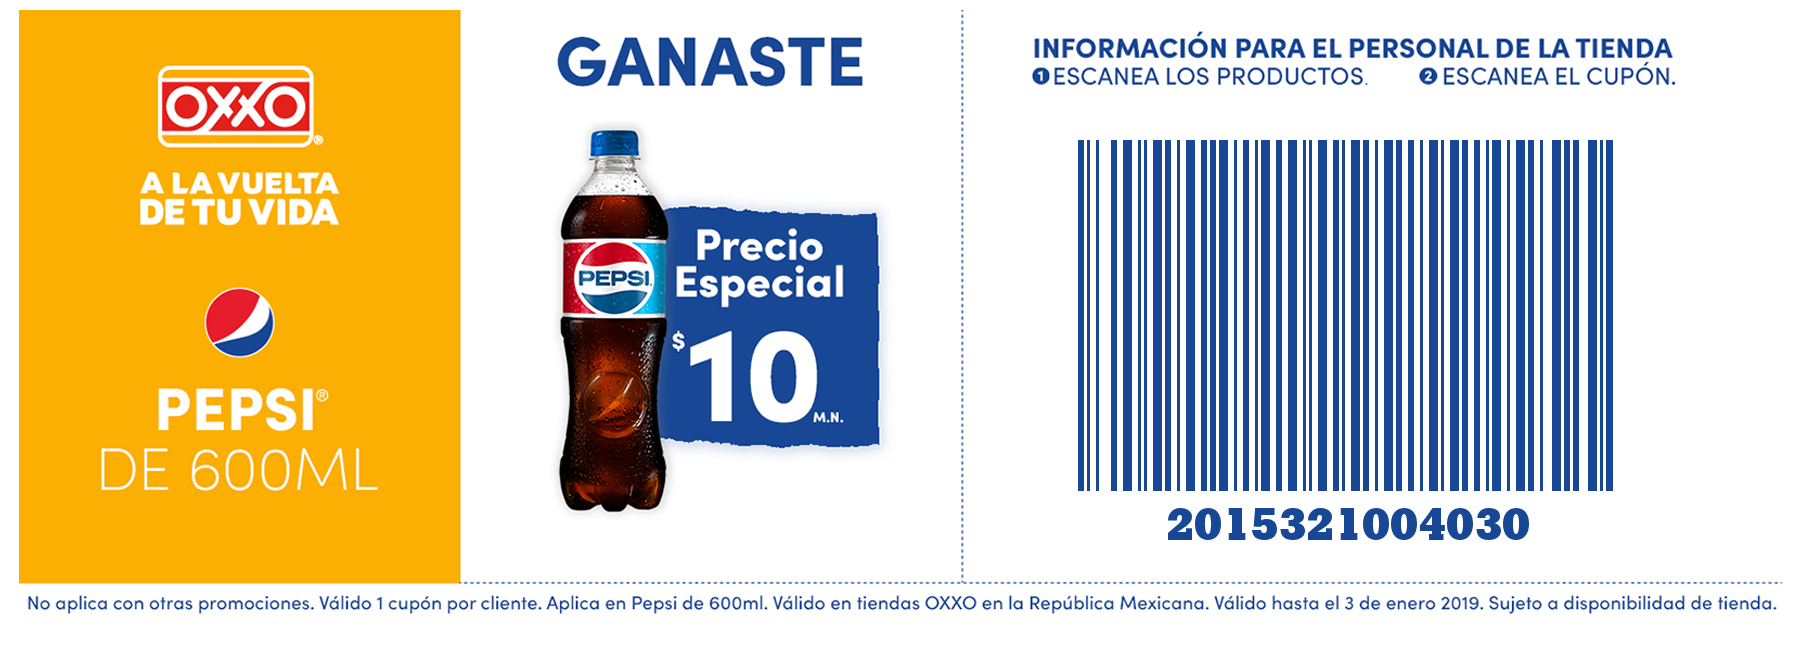 OXXO®
A LA VUELTA
DE TU VIDA
PEPSI®
DE 600ML
GANASTE
PEPSI
Precio
Especial
$10 M.N.
INFORMACIÓN PARA EL PERSONAL DE LA TIENDA
1 ESCANEA LOS PRODUCTOS. 2 ESCANEA EL CUPÓN.
2015321004030
No aplica con otras promociones. Válido 1 cupón por cliente. Aplica en Pepsi de 600ml. Válido en tiendas OXXO en la República Mexicana. Válido hasta el 3 de enero 2019. Sujeto a disponibilidad de tienda.